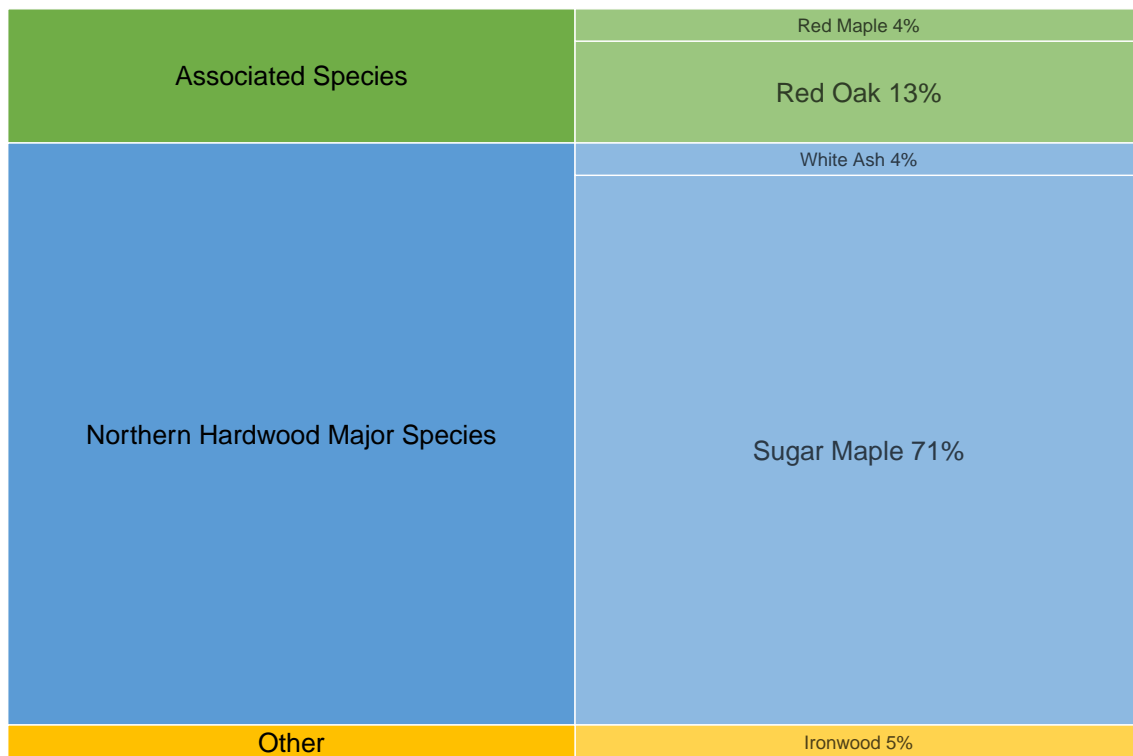 Associated Species
Red Maple 4%
Red Oak 13%
Northern Hardwood Major Species
White Ash 4%
Sugar Maple 71%
Other
Ironwood 5%